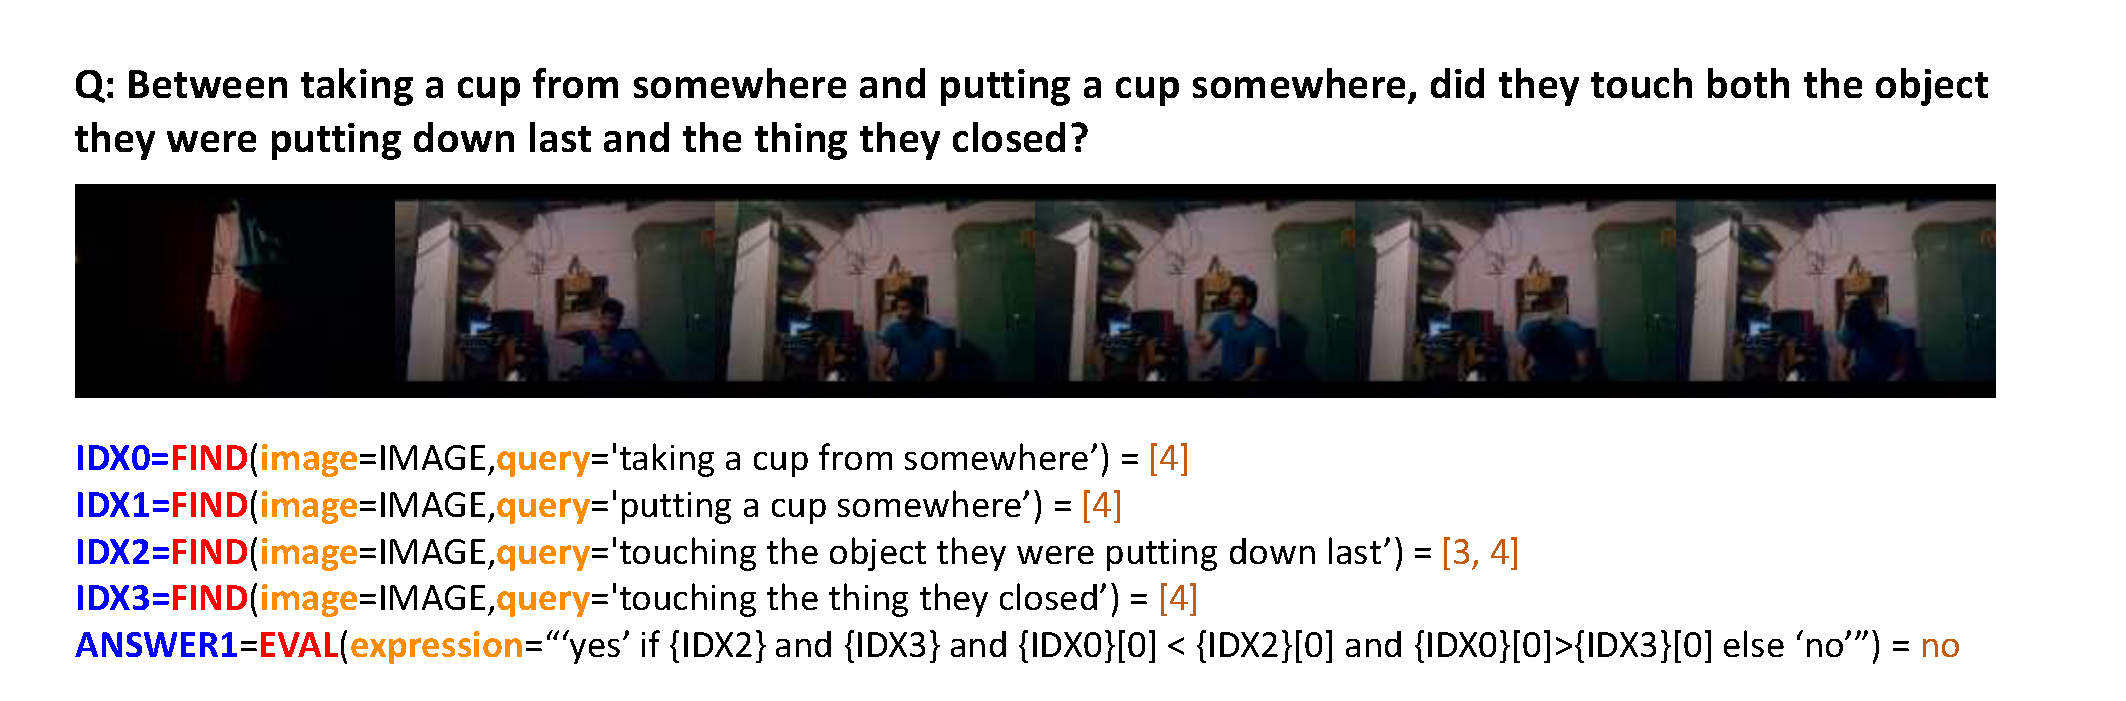 Q: Between taking a cup from somewhere and putting a cup somewhere, did they touch both the object
they were putting down last and the thing they closed?
IDX0=FIND(image=IMAGE,query='taking a cup from somewhere’) = [4]
IDX1=FIND(image=IMAGE,query='putting a cup somewhere’) = [4]
IDX2=FIND(image=IMAGE,query='touching the object they were putting down last’) = [3, 4]
IDX3=FIND(image=IMAGE,query='touching the thing they closed’) = [4]
ANSWER1=EVAL(expression=“‘yes’ if {IDX2} and {IDX3} and {IDX0}[0] < {IDX2}[0] and {IDX0}[0]>{IDX3}[0] else ‘no’”) = no